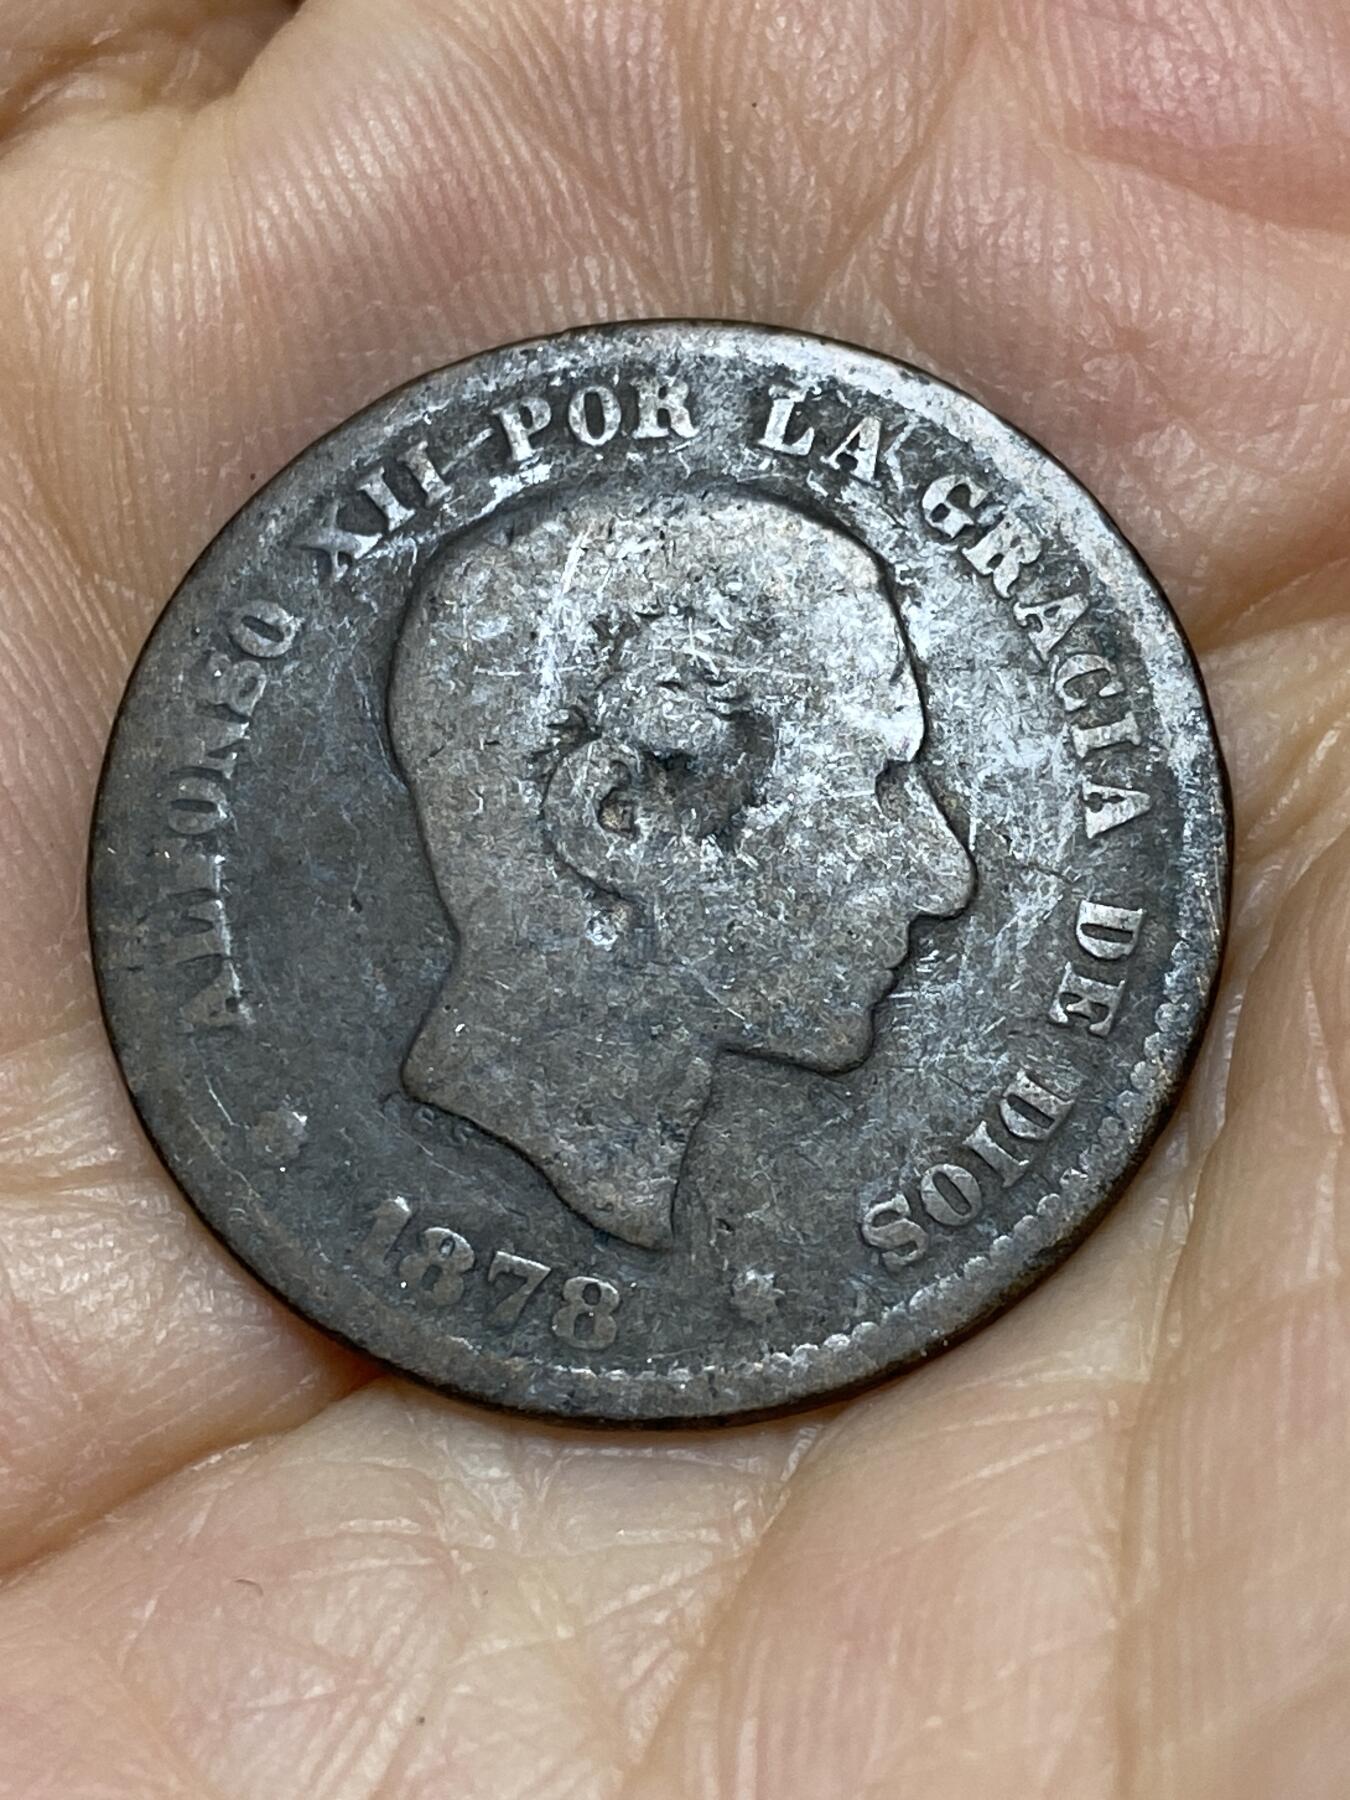 ALFONSO XII POR LA GRACIA DE DIOS
1878